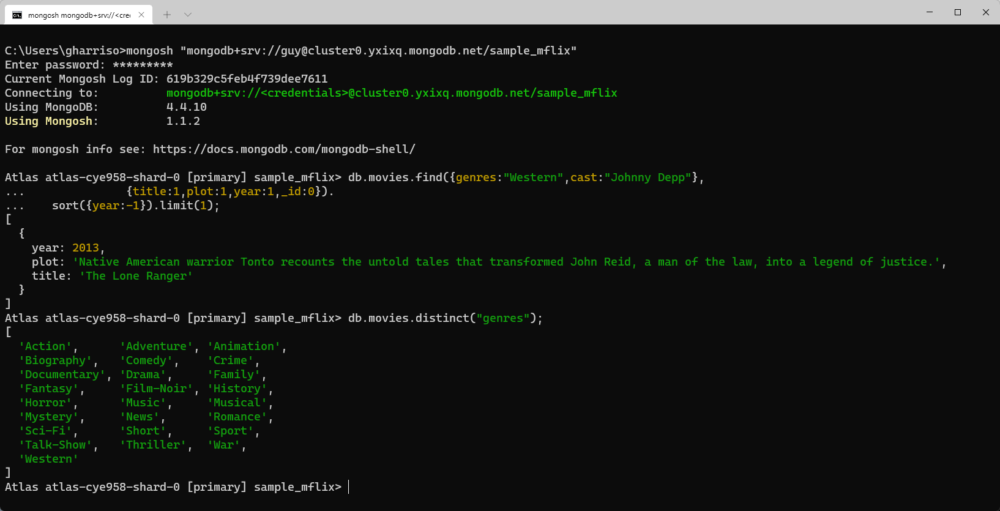 mongosh mongodb+srv://<cre
C:\Users\gharriso>mongosh "mongodb+srv://guy@cluster0.yxixq.mongodb.net/sample_mflix"
Enter password: *********
Current Mongosh Log ID: 619b329c5feb4f739dee7611
Connecting to:          mongodb+srv://<credentials>@cluster0.yxixq.mongodb.net/sample_mflix
Using MongoDB:          4.4.10
Using Mongosh:          1.1.2
For mongosh info see: https://docs.mongodb.com/mongodb-shell/
Atlas atlas-cye958-shard-0 [primary] sample_mflix> db.movies.find({genres:"Western",cast:"Johnny Depp"},
...               {title:1,plot:1,year:1,_id:0}).
...    sort({year:-1}).limit(1);
[
  {
    year: 2013,
    plot: 'Native American warrior Tonto recounts the untold tales that transformed John Reid, a man of the law, into a legend of justice.',
    title: 'The Lone Ranger'
  }
]
Atlas atlas-cye958-shard-0 [primary] sample_mflix> db.movies.distinct("genres");
[
  'Action',      'Adventure', 'Animation',
  'Biography',   'Comedy',    'Crime',
  'Documentary', 'Drama',     'Family',
  'Fantasy',     'Film-Noir', 'History',
  'Horror',      'Music',     'Musical',
  'Mystery',     'News',      'Romance',
  'Sci-Fi',      'Short',     'Sport',
  'Talk-Show',   'Thriller',  'War',
  'Western'
]
Atlas atlas-cye958-shard-0 [primary] sample_mflix>